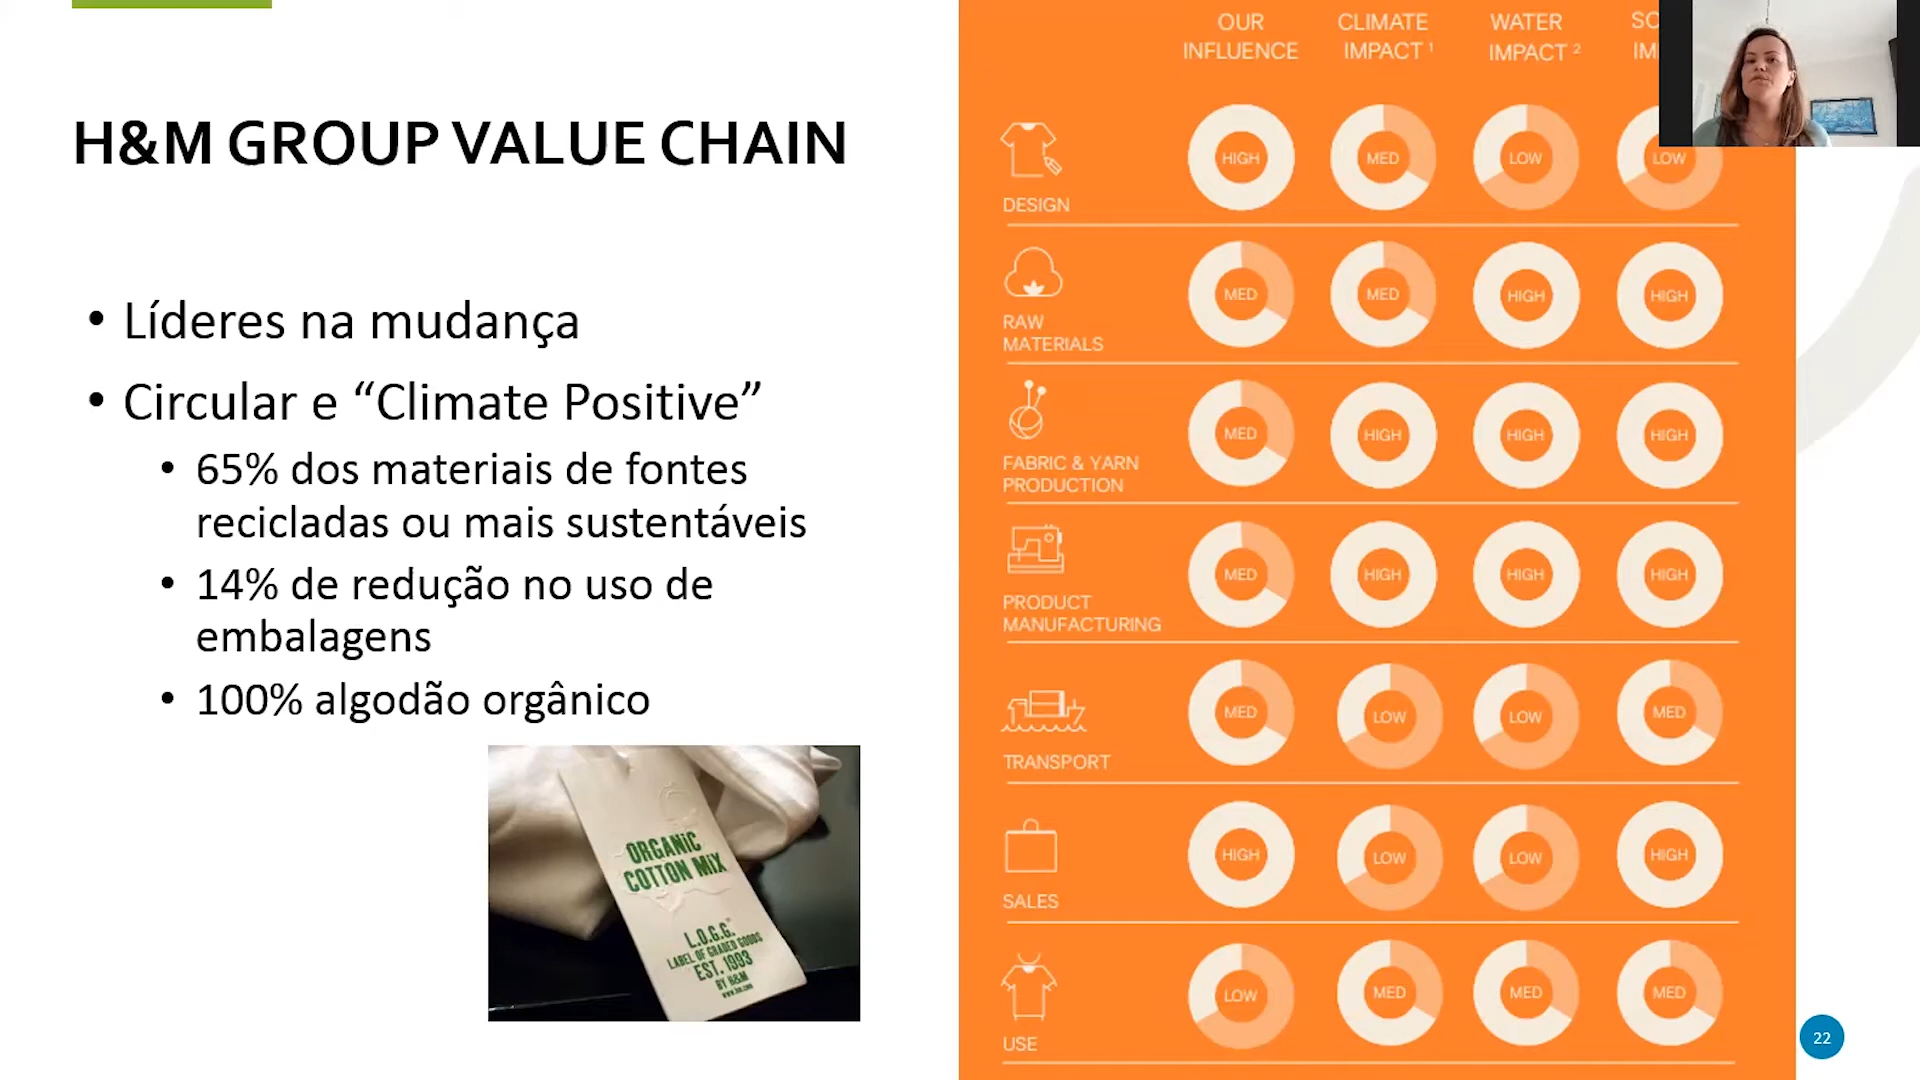 H&M GROUP VALUE CHAIN
• Líderes na mudança
• Circular e “Climate Positive”
• 65% dos materiais de fontes
recicladas ou mais sustentáveis
• 14% de redução no uso de
embalagens
• 100% algodão orgânico
ORGANiC
COTTON MiX
L.O.G.G.
LABEL OF GRADED GOODS
EST. 1993
BY H&M
www.hm.com
OUR
INFLUENCE
CLIMATE
IMPACT ¹
WATER
IMPACT ²
SO
IM
DESIGN
HIGH
MED
LOW
LOW
RAW
MATERIALS
MED
MED
HIGH
HIGH
FABRIC & YARN
PRODUCTION
MED
HIGH
HIGH
HIGH
PRODUCT
MANUFACTURING
MED
HIGH
HIGH
HIGH
TRANSPORT
MED
LOW
LOW
MED
SALES
HIGH
LOW
LOW
HIGH
USE
LOW
MED
MED
MED
22